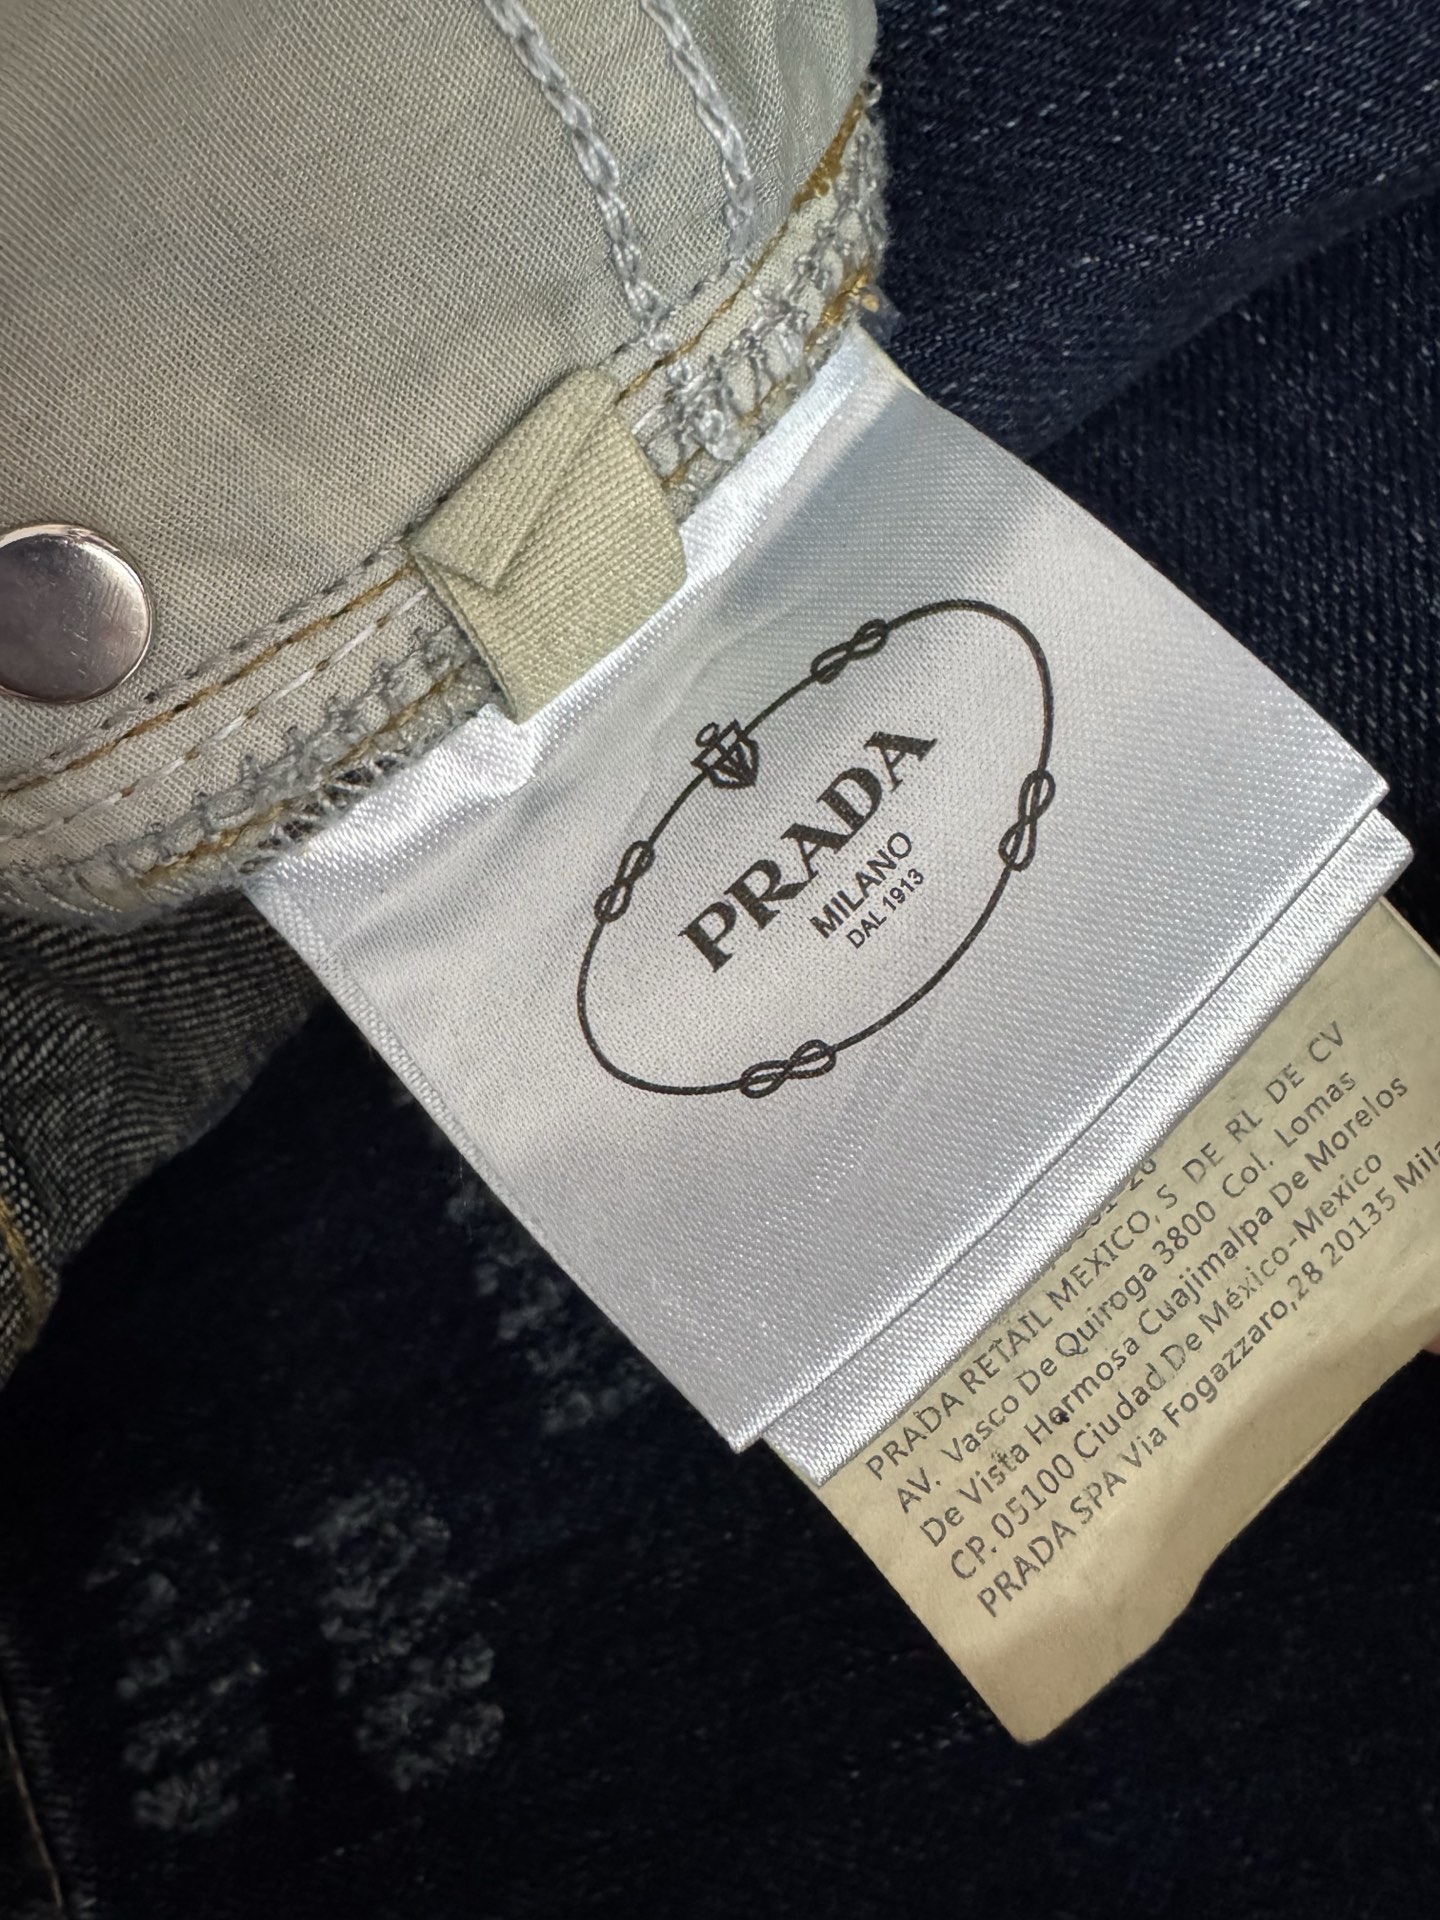 PRADA
MILANO
DAL 1913
PRADA RETAIL MEXICO, S DE RL DE CV
AV. Vasco De Quiroga 3800 Col. Lomas
De Vista Hermosa Cuajimalpa De Morelos
CP. 05100 Ciudad De México-Mexico
PRADA SPA Via Fogazzaro, 28 20135 Mila